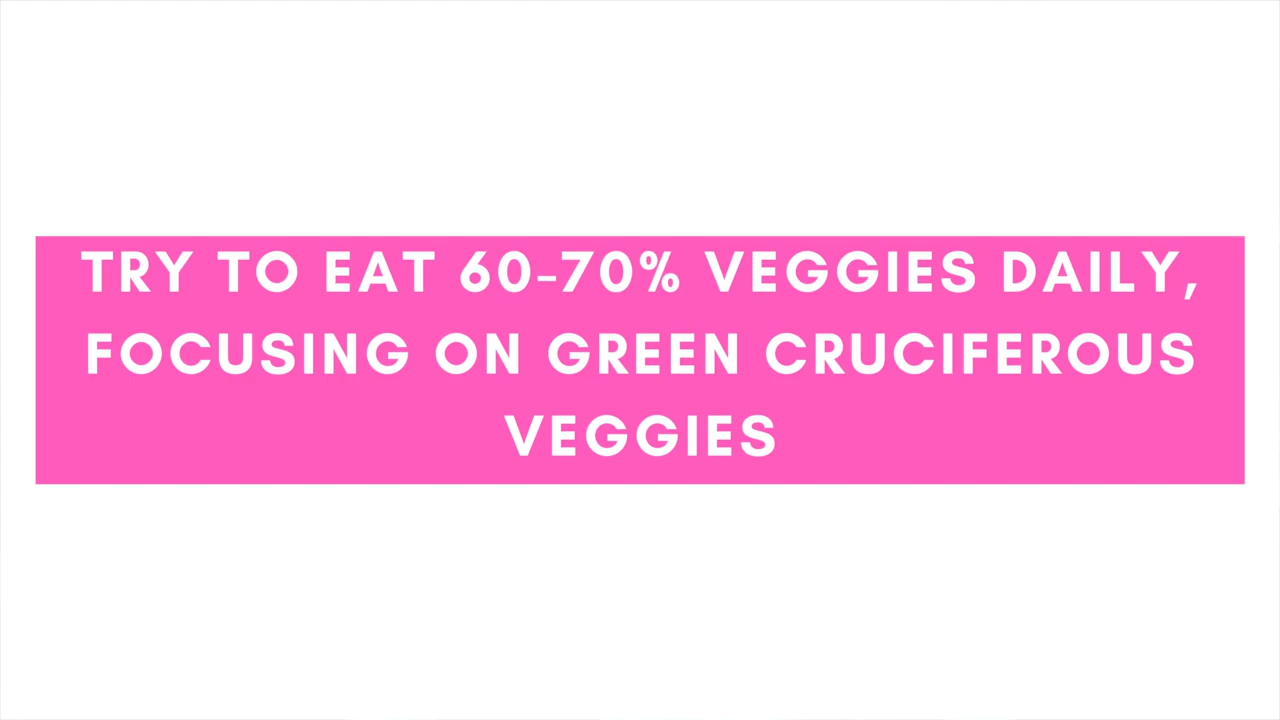 TRY TO EAT 60-70% VEGGIES DAILY,
FOCUSING ON GREEN CRUCIFEROUS
VEGGIES